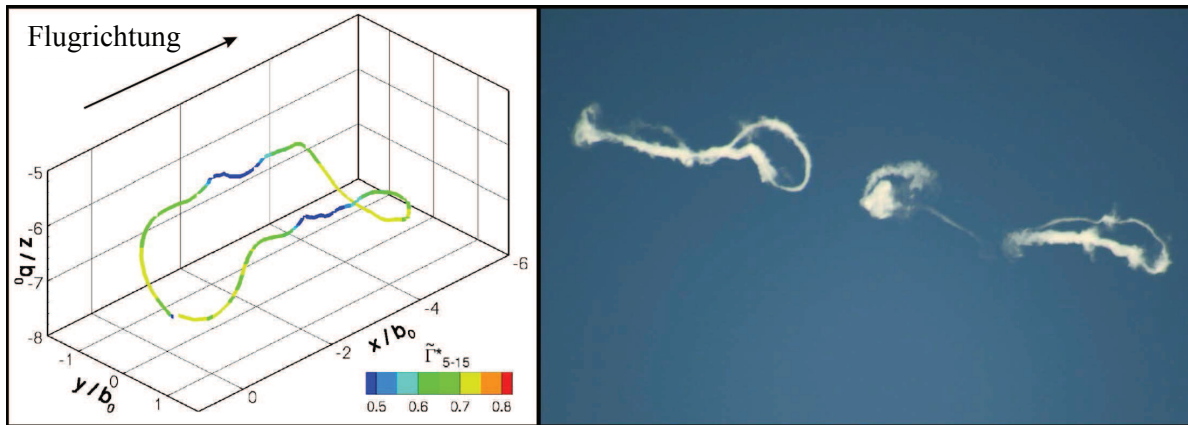 Flugrichtung
-5
-6
-7
-8
z / b₀
-1
0
1
y / b₀
0
-2
-4
-6
x / b₀
Γ̃*₅₋₁₅
0.5 0.6 0.7 0.8